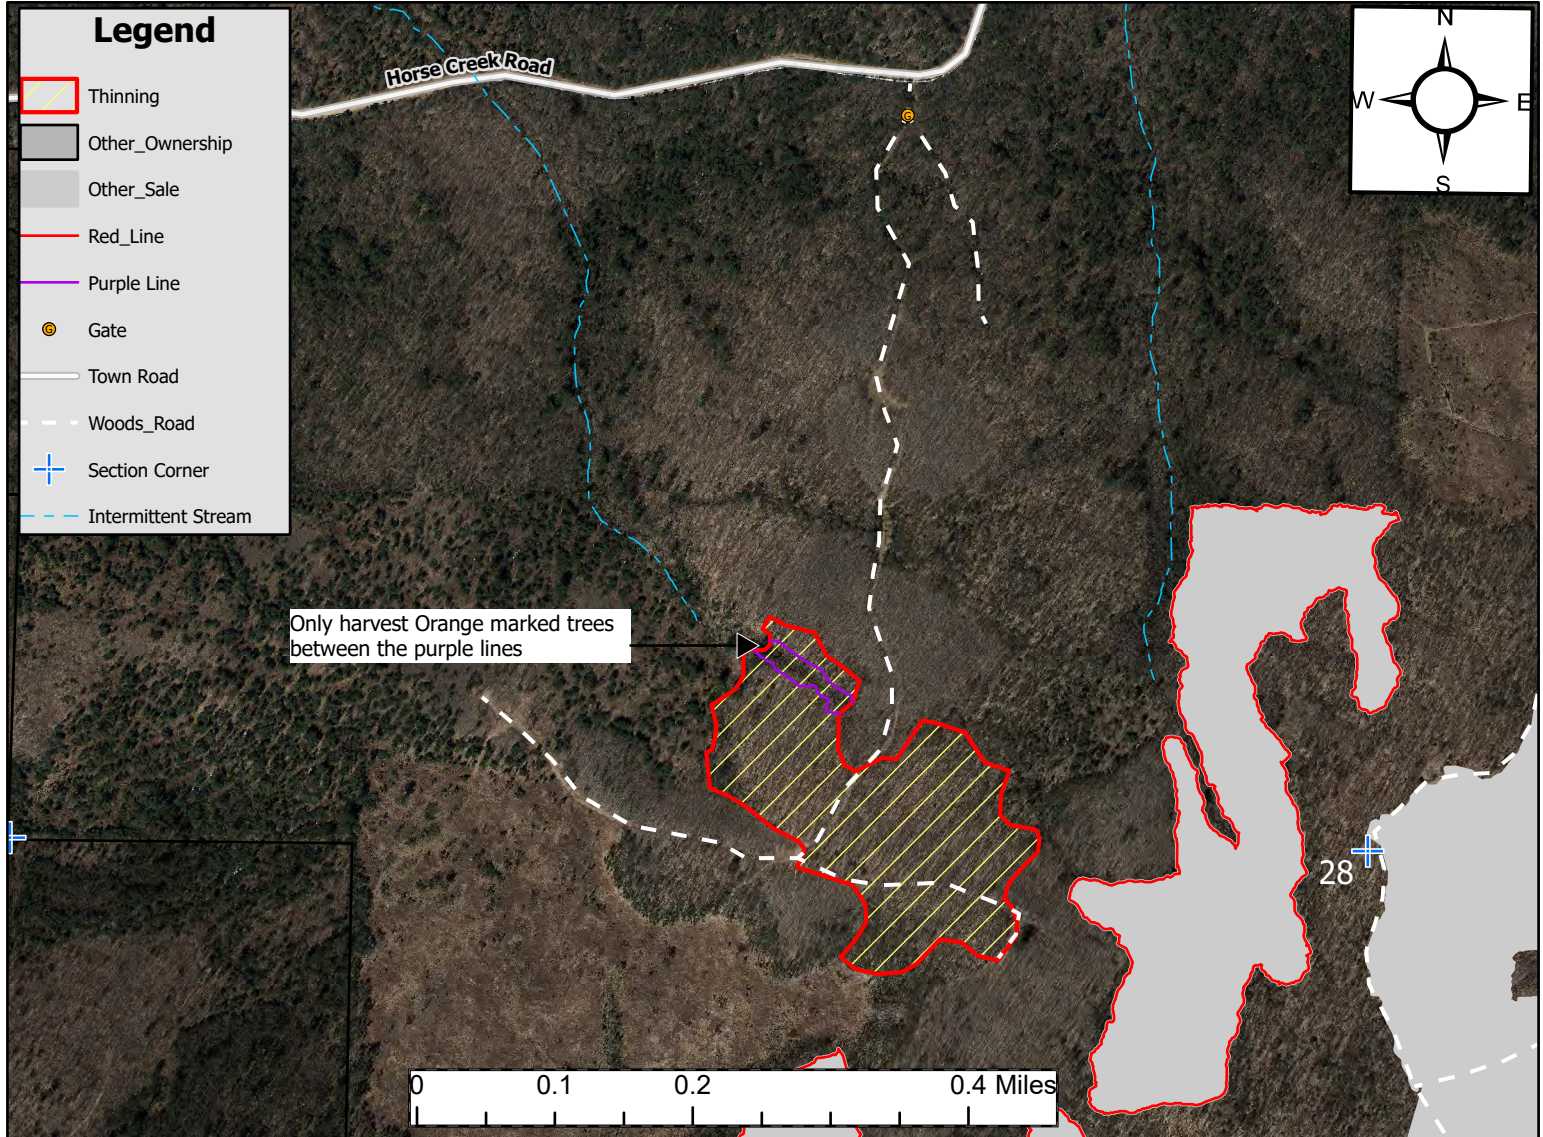 Legend
Thinning
Other_Ownership
Other_Sale
Red_Line
Purple Line
G
Gate
Town Road
Woods_Road
Section Corner
Intermittent Stream
Horse Creek Road
G
N
W
E
S
Only harvest Orange marked trees
between the purple lines
28
0
0.1
0.2
0.4 Miles